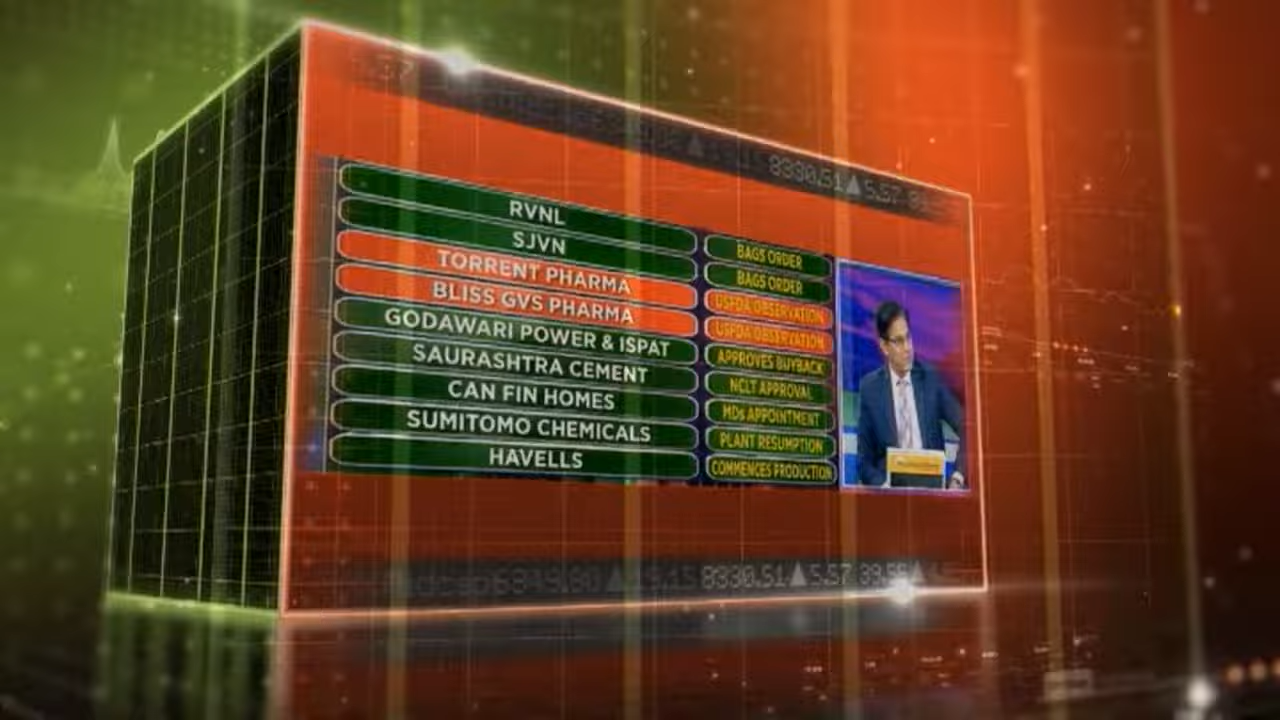 8330.51▲5.57
RVNL
BAGS ORDER
SJVN
BAGS ORDER
TORRENT PHARMA
USFDA OBSERVATION
BLISS GVS PHARMA
USFDA OBSERVATION
GODAWARI POWER & ISPAT
APPROVES BUYBACK
SAURASHTRA CEMENT
NCLT APPROVAL
CAN FIN HOMES
MDs APPOINTMENT
SUMITOMO CHEMICALS
PLANT RESUMPTION
HAVELLS
COMMENCES PRODUCTION
8330.51▲5.57